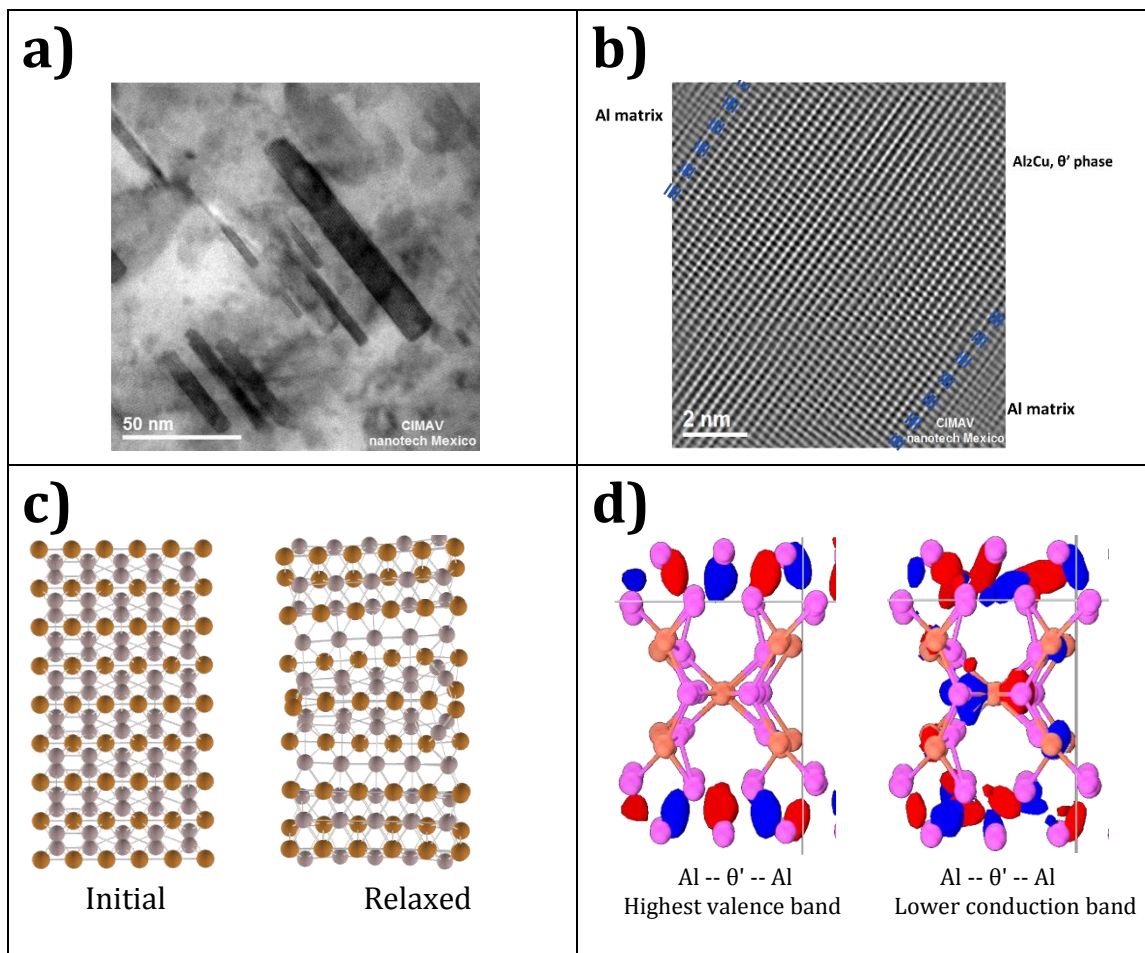 a)
50 nm
CIMAV
nanotech Mexico
b)
Al matrix
Al₂Cu, θ' phase
Al matrix
2 nm
CIMAV
nanotech Mexico
c)
Initial
Relaxed
d)
Al -- θ' -- Al
Highest valence band
Al -- θ' -- Al
Lower conduction band